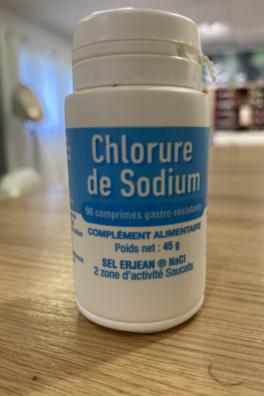 Chlorure
de Sodium
90 comprimés gastro-résistants
COMPLÉMENT ALIMENTAIRE
Poids net : 45 g
SEL ERJEAN ® NaCl
2 zone d'activité Saucats